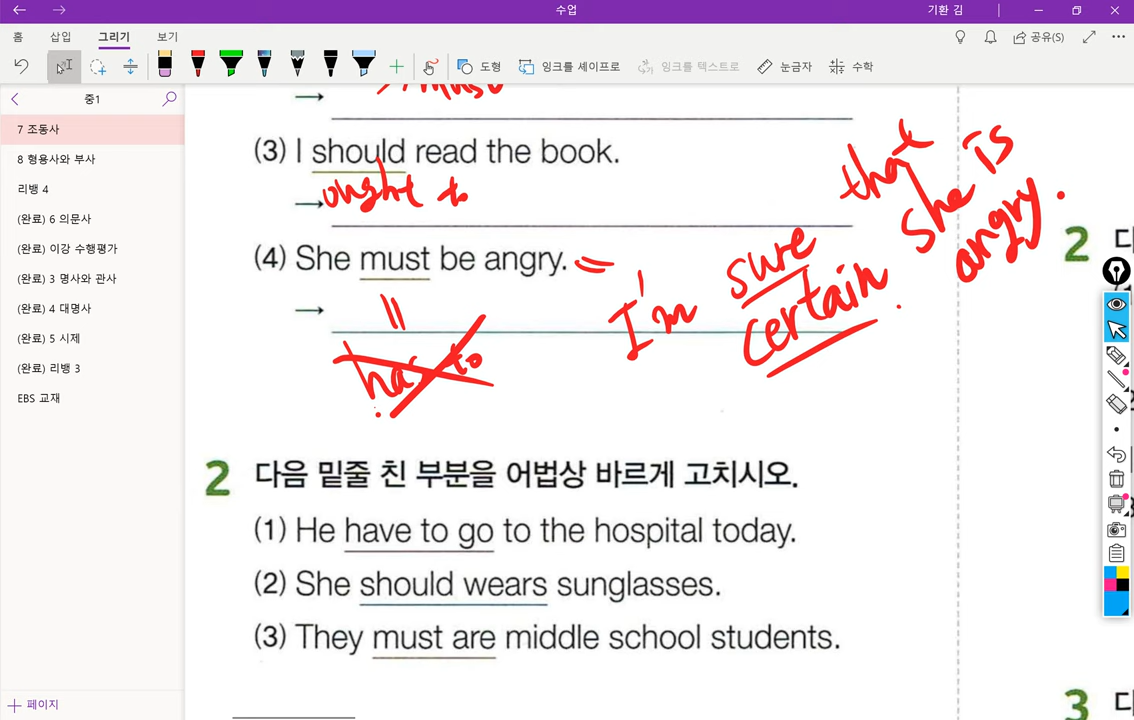 수업
기환 김
홈 삽입 그리기 보기
공유(S)
도형 잉크를 셰이프로 잉크를 텍스트로 눈금자 수학
중1
7 조동사
8 형용사와 부사
리뱅 4
(완료) 6 의문사
(완료) 이강 수행평가
(완료) 3 명사와 관사
(완료) 4 대명사
(완료) 5 시제
(완료) 리뱅 3
EBS 교재
페이지
→
(3) I should read the book.
→ ought to
(4) She must be angry. =
I'm sure
certain.
that
she is
angry.
→
=
has to
2 다음 밑줄 친 부분을 어법상 바르게 고치시오.
(1) He have to go to the hospital today.
(2) She should wears sunglasses.
(3) They must are middle school students.
2 다
3 다